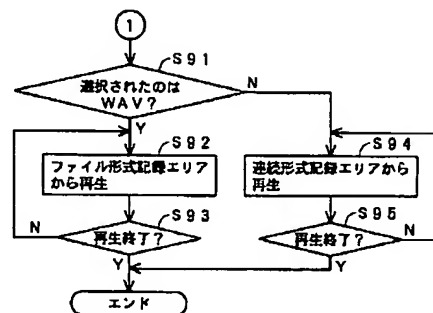 1
S91
選択されたのは
WAV?
N
Y
S92
ファイル形式記録エリア
から再生
S94
連続形式記録エリアから
再生
S93
再生終了?
N
Y
S95
再生終了?
N
Y
エンド